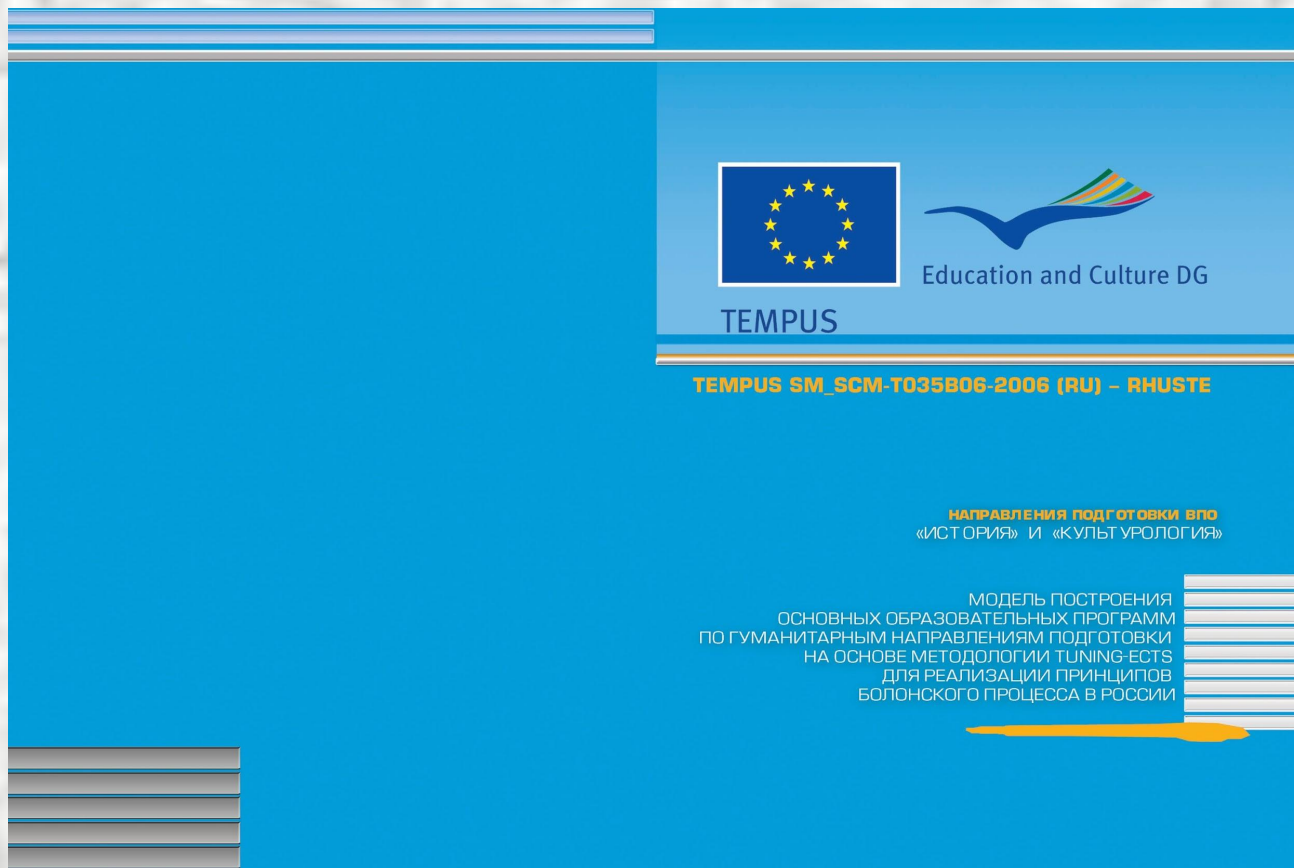 Education and Culture DG
TEMPUS
TEMPUS SM_SCM-T035B06-2006 (RU) – RHUSTE
НАПРАВЛЕНИЯ ПОДГОТОВКИ ВПО
«ИСТОРИЯ» И «КУЛЬТУРОЛОГИЯ»
МОДЕЛЬ ПОСТРОЕНИЯ
ОСНОВНЫХ ОБРАЗОВАТЕЛЬНЫХ ПРОГРАММ
ПО ГУМАНИТАРНЫМ НАПРАВЛЕНИЯМ ПОДГОТОВКИ
НА ОСНОВЕ МЕТОДОЛОГИИ TUNING-ECTS
ДЛЯ РЕАЛИЗАЦИИ ПРИНЦИПОВ
БОЛОНСКОГО ПРОЦЕССА В РОССИИ